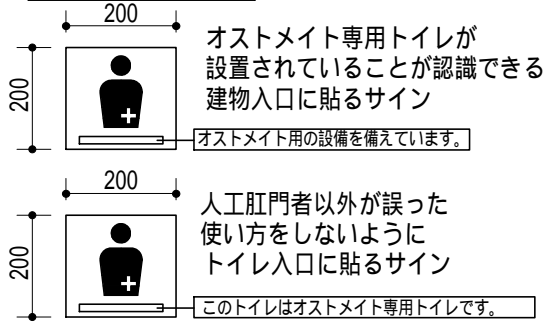 200
200
オストメイト専用トイレが
設置されていることが認識できる
建物入口に貼るサイン
オストメイト用の設備を備えています。
200
200
人工肛門者以外が誤った
使い方をしないように
トイレ入口に貼るサイン
このトイレはオストメイト専用トイレです。